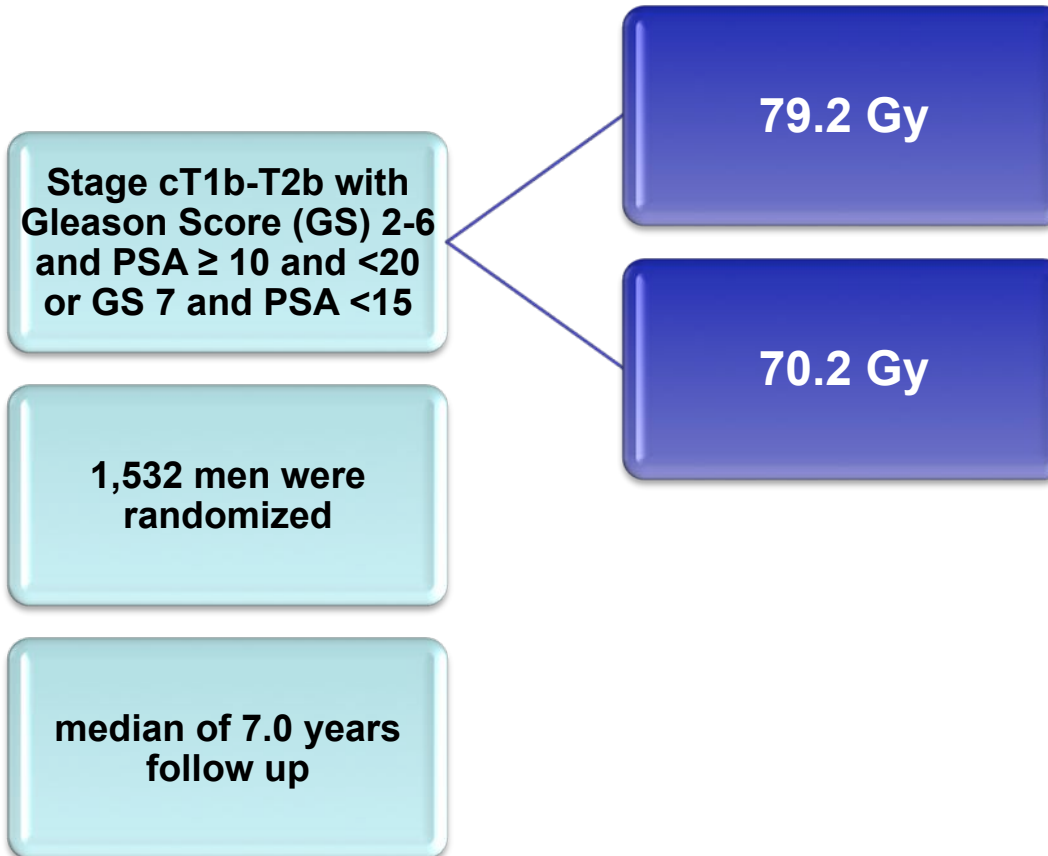 Stage cT1b-T2b with
Gleason Score (GS) 2-6
and PSA ≥ 10 and <20
or GS 7 and PSA <15
79.2 Gy
70.2 Gy
1,532 men were
randomized
median of 7.0 years
follow up